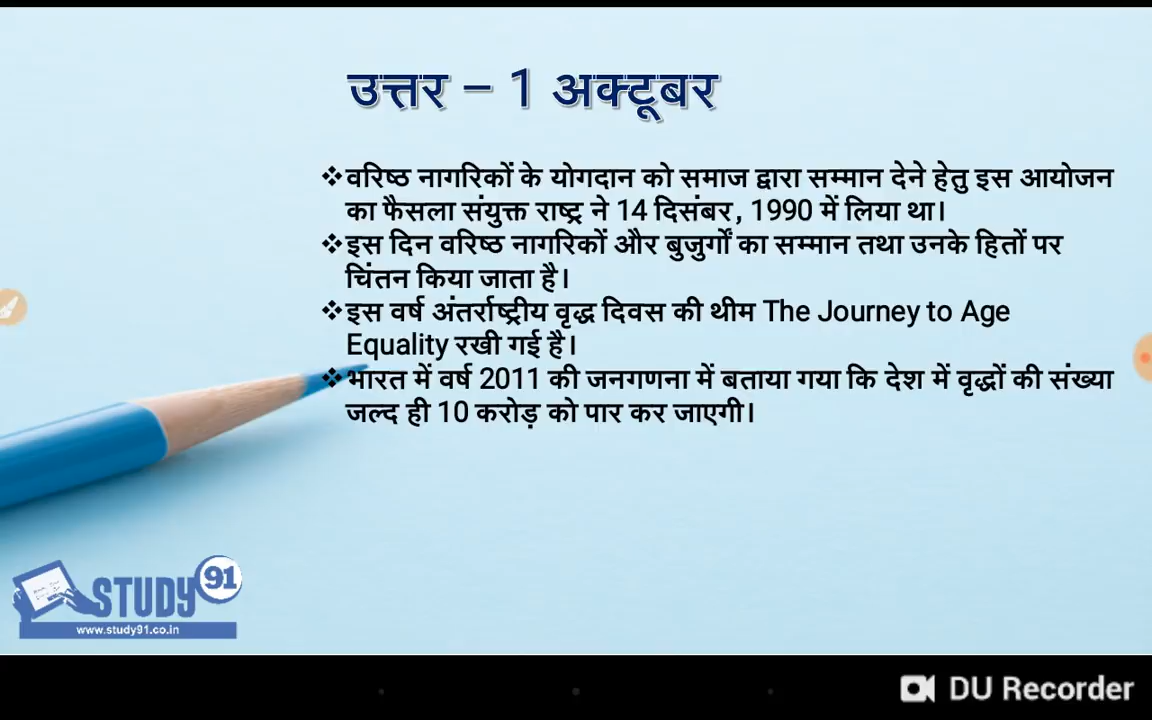 उत्तर – 1 अक्टूबर
❖वरिष्ठ नागरिकों के योगदान को समाज द्वारा सम्मान देने हेतु इस आयोजन
का फैसला संयुक्त राष्ट्र ने 14 दिसंबर, 1990 में लिया था।
❖इस दिन वरिष्ठ नागरिकों और बुजुर्गों का सम्मान तथा उनके हितों पर
चिंतन किया जाता है।
❖इस वर्ष अंतर्राष्ट्रीय वृद्ध दिवस की थीम The Journey to Age
Equality रखी गई है।
❖भारत में वर्ष 2011 की जनगणना में बताया गया कि देश में वृद्धों की संख्या
जल्द ही 10 करोड़ को पार कर जाएगी।
STUDY 91
www.study91.co.in
DU Recorder